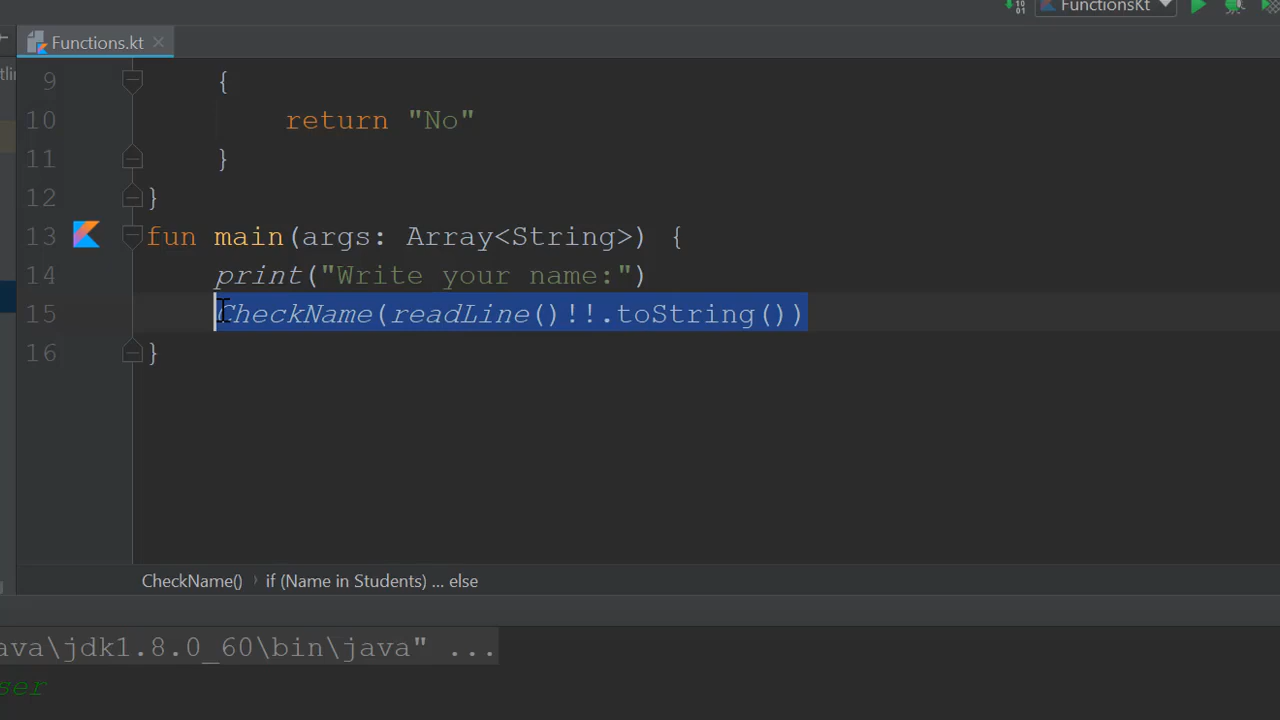 FunctionsKt
Functions.kt
9 {
10 return "No"
11 }
12 }
13 fun main(args: Array<String>) {
14 print("Write your name:")
15 CheckName(readLine()!!.toString())
16 }
CheckName() › if (Name in Students) ... else
ava\jdk1.8.0_60\bin\java" ...
ser